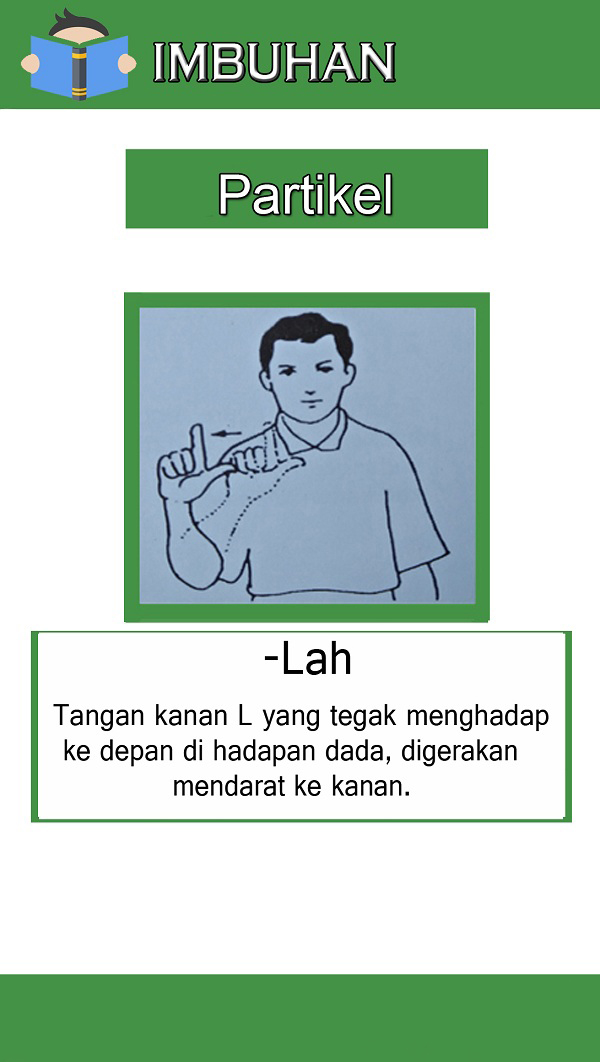 IMBUHAN
Partikel
-Lah
Tangan kanan L yang tegak menghadap
ke depan di hadapan dada, digerakan
mendarat ke kanan.